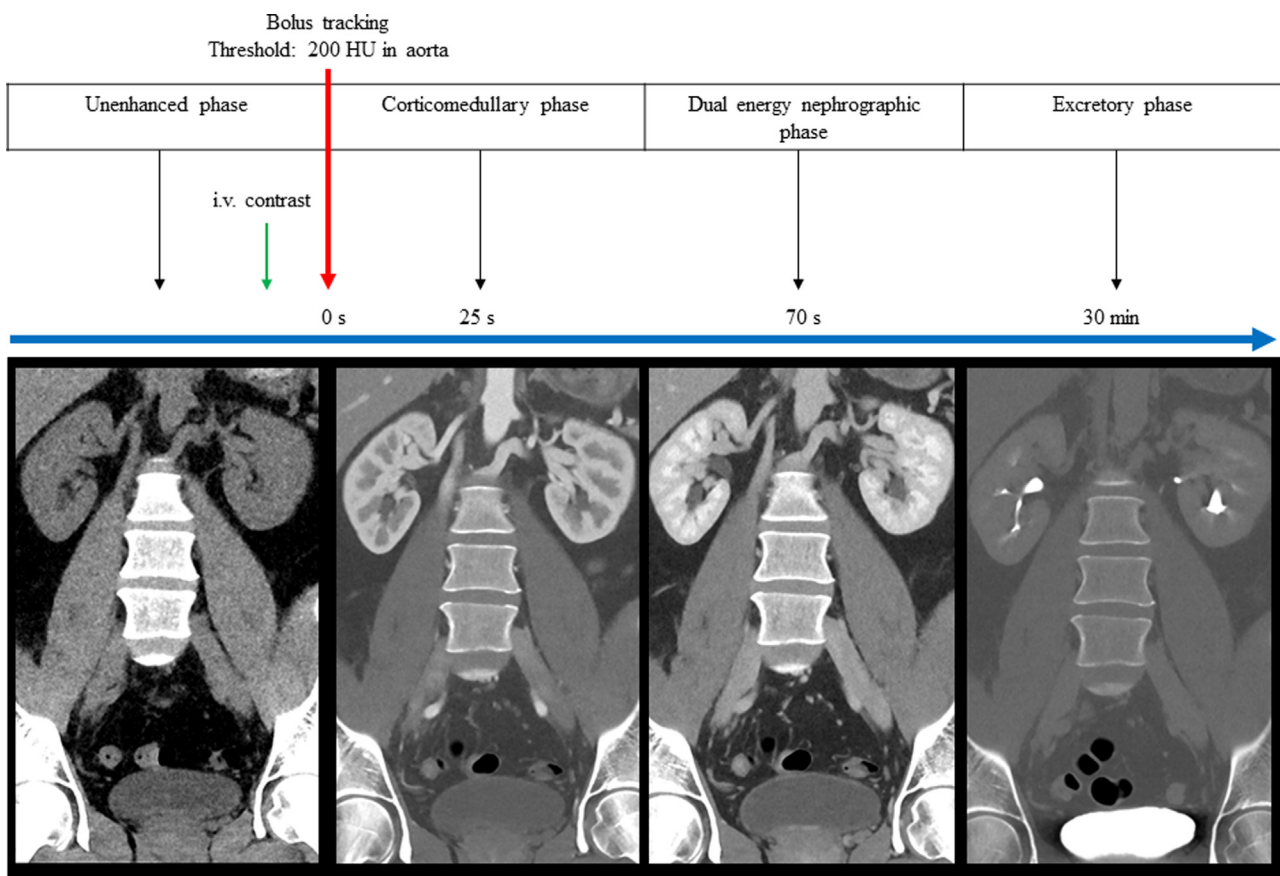 Bolus tracking
Threshold: 200 HU in aorta
Unenhanced phase
Corticomedullary phase
Dual energy nephrographic
phase
Excretory phase
i.v. contrast
0 s
25 s
70 s
30 min